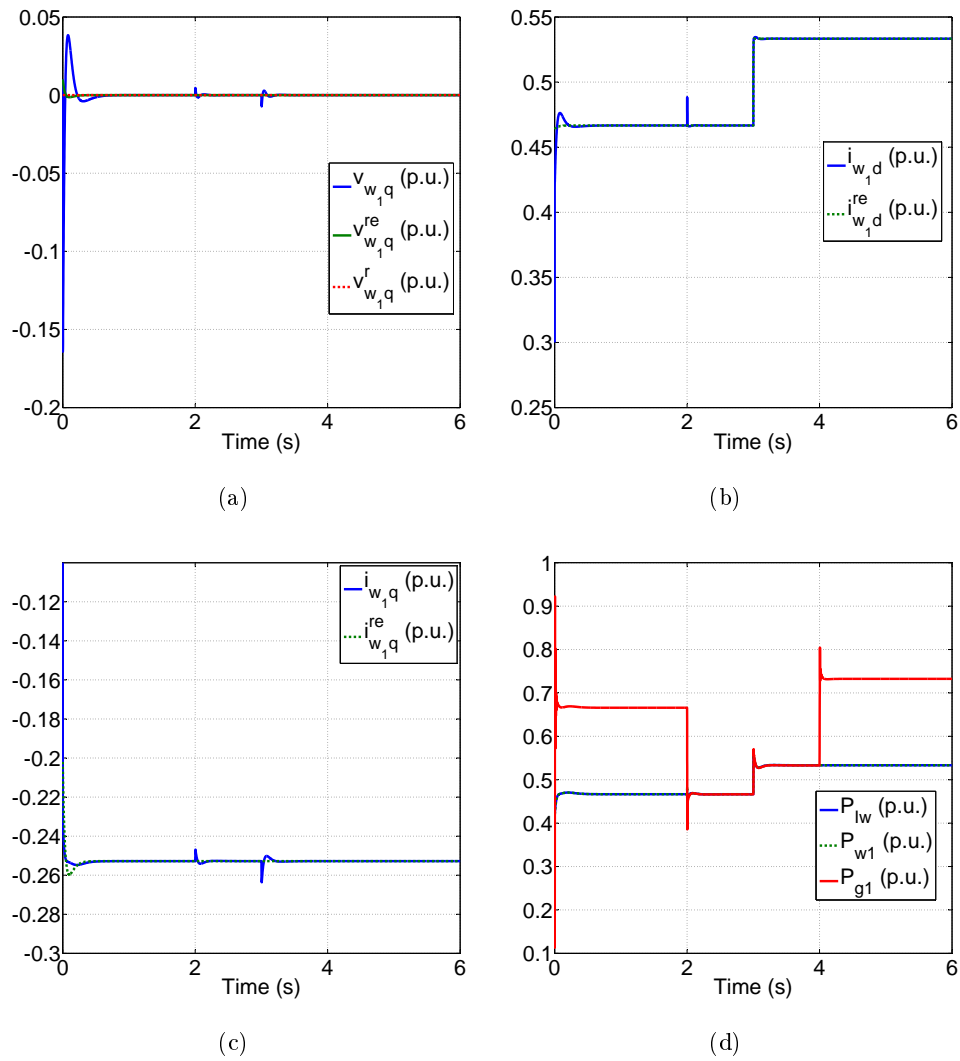 0.05
0
-0.05
-0.1
-0.15
-0.2
0
2
4
6
Time (s)
v_{w_1q} (p.u.)
v^{re}_{w_1q} (p.u.)
v^{r}_{w_1q} (p.u.)
(a)
0.55
0.5
0.45
0.4
0.35
0.3
0.25
0
2
4
6
Time (s)
i_{w_1d} (p.u.)
i^{re}_{w_1d} (p.u.)
(b)
-0.12
-0.14
-0.16
-0.18
-0.2
-0.22
-0.24
-0.26
-0.28
-0.3
0
2
4
6
Time (s)
i_{w_1q} (p.u.)
i^{re}_{w_1q} (p.u.)
(c)
1
0.9
0.8
0.7
0.6
0.5
0.4
0.3
0.2
0.1
0
2
4
6
Time (s)
P_{lw} (p.u.)
P_{w1} (p.u.)
P_{g1} (p.u.)
(d)